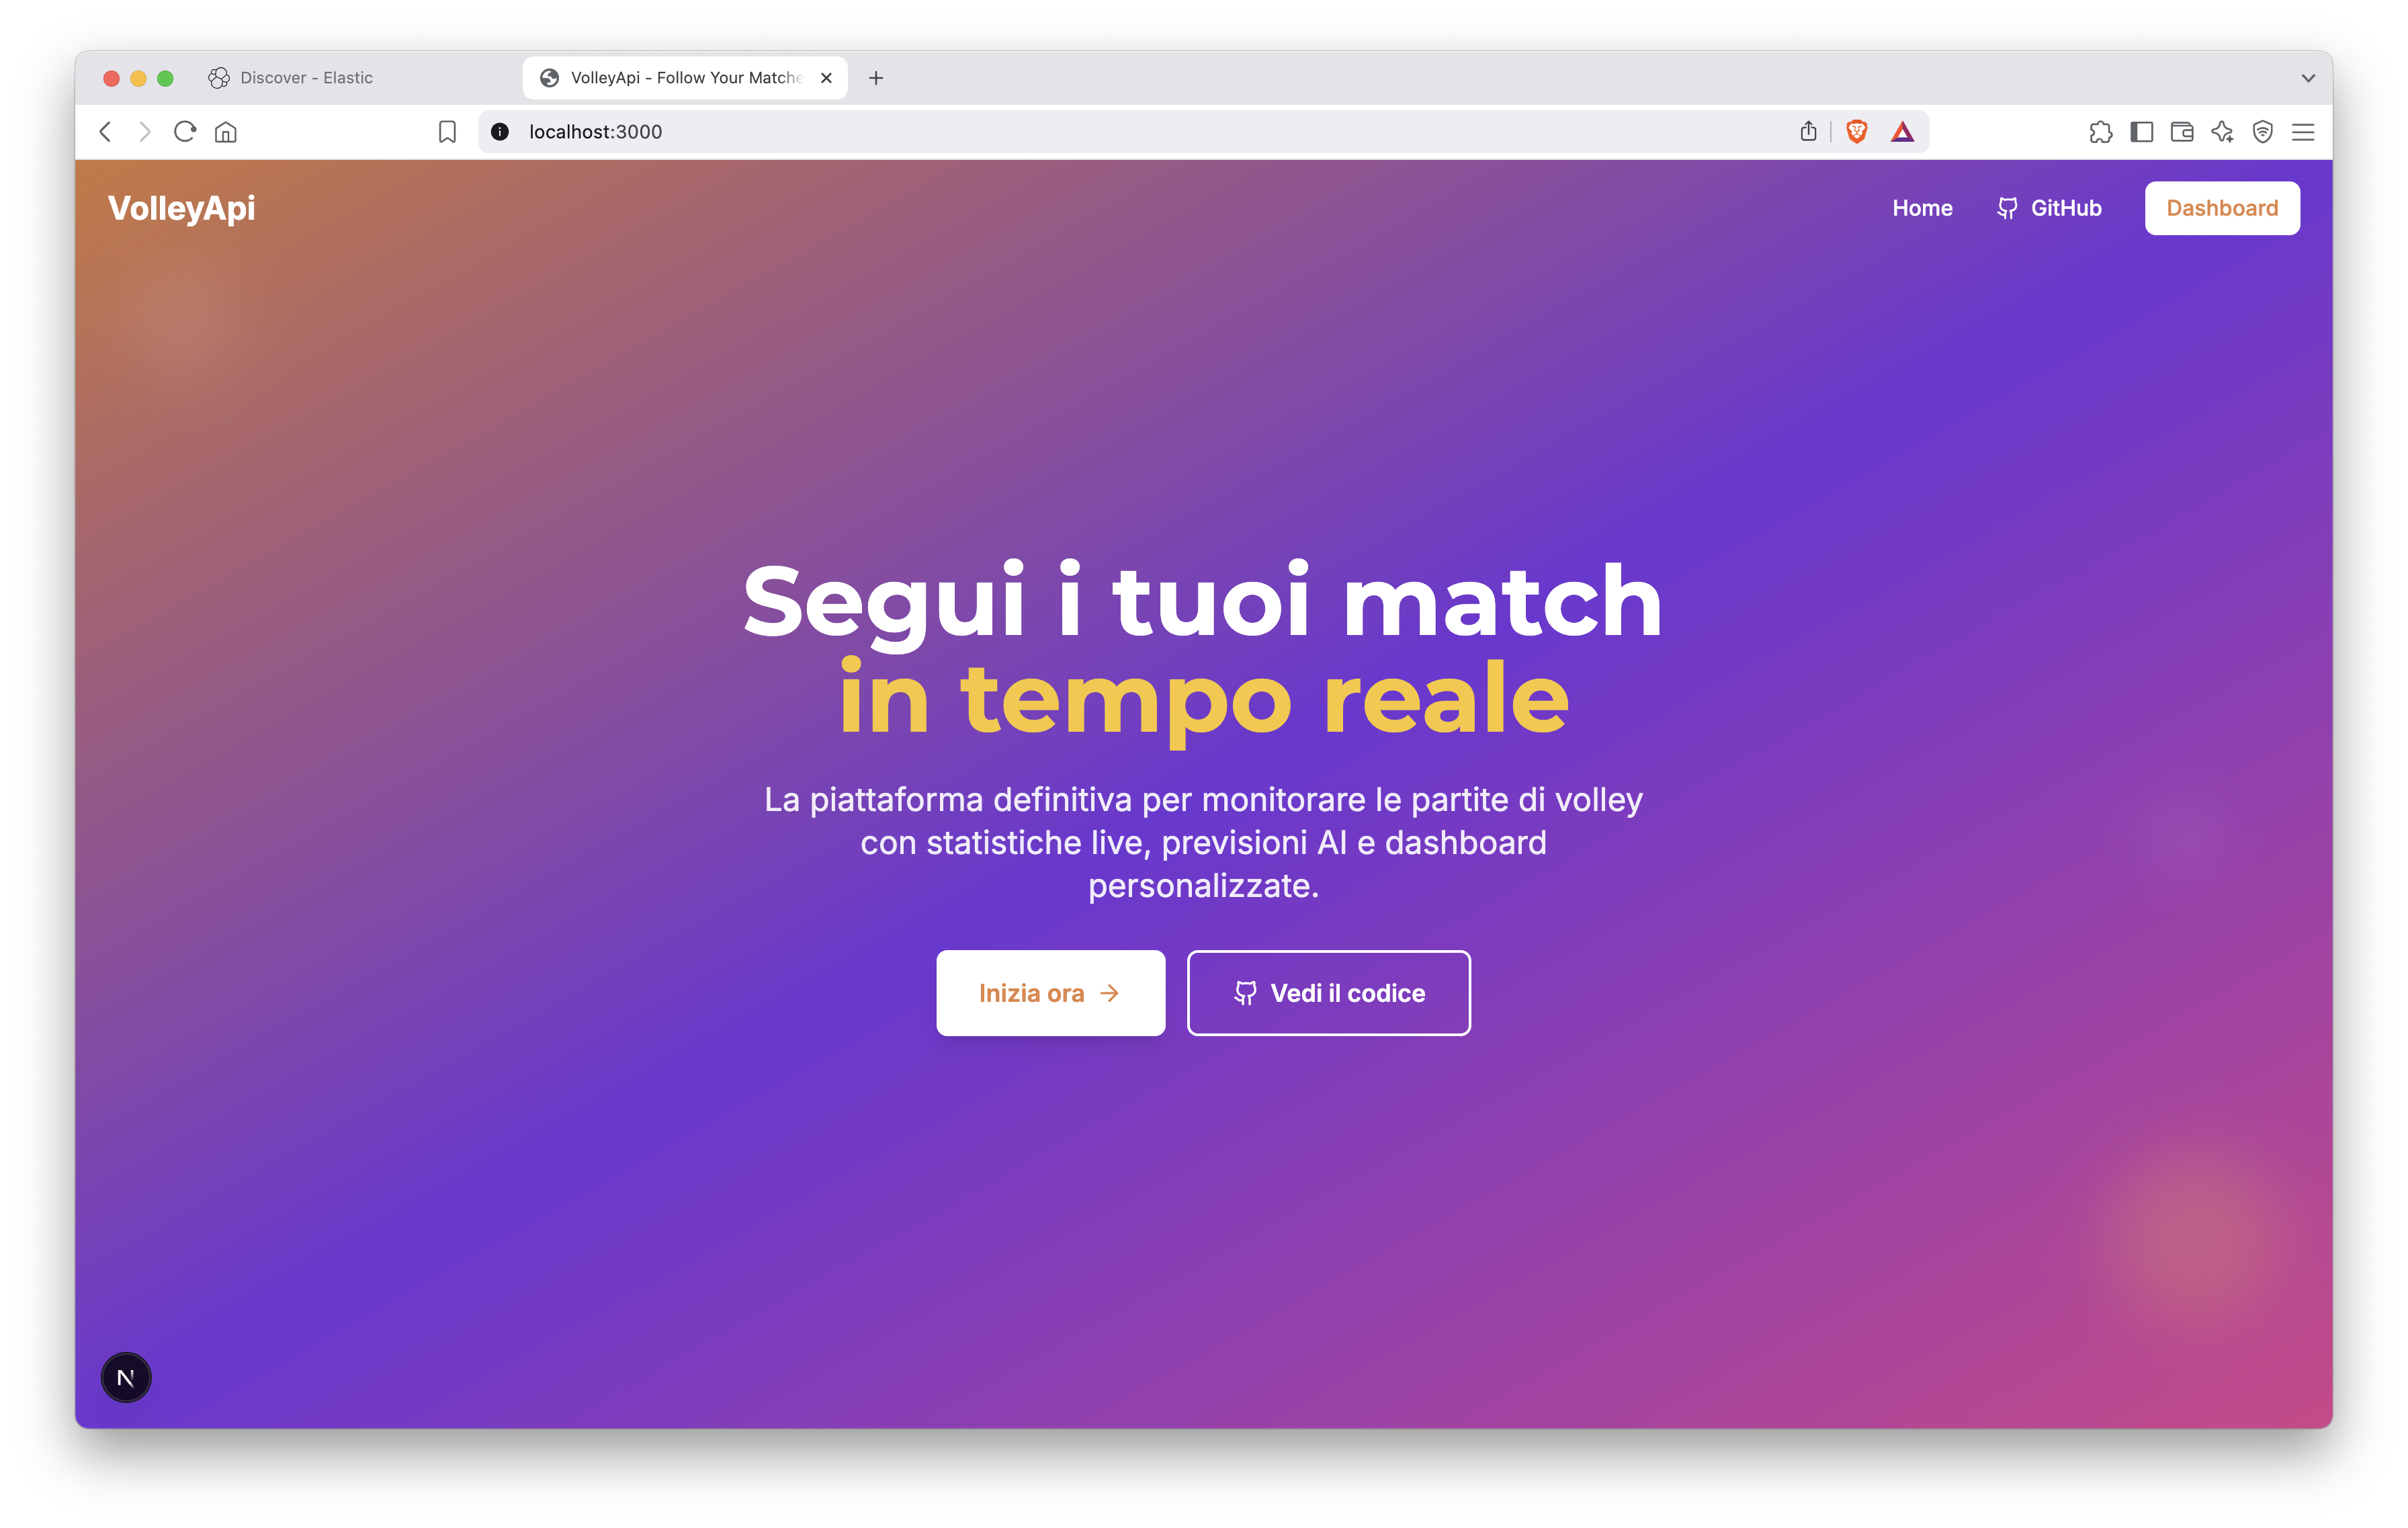 Discover - Elastic
VolleyApi - Follow Your Matche
localhost:3000
VolleyApi
Home
GitHub
Dashboard
Segui i tuoi match
in tempo reale
La piattaforma definitiva per monitorare le partite di volley
con statistiche live, previsioni AI e dashboard
personalizzate.
Inizia ora →
Vedi il codice
N